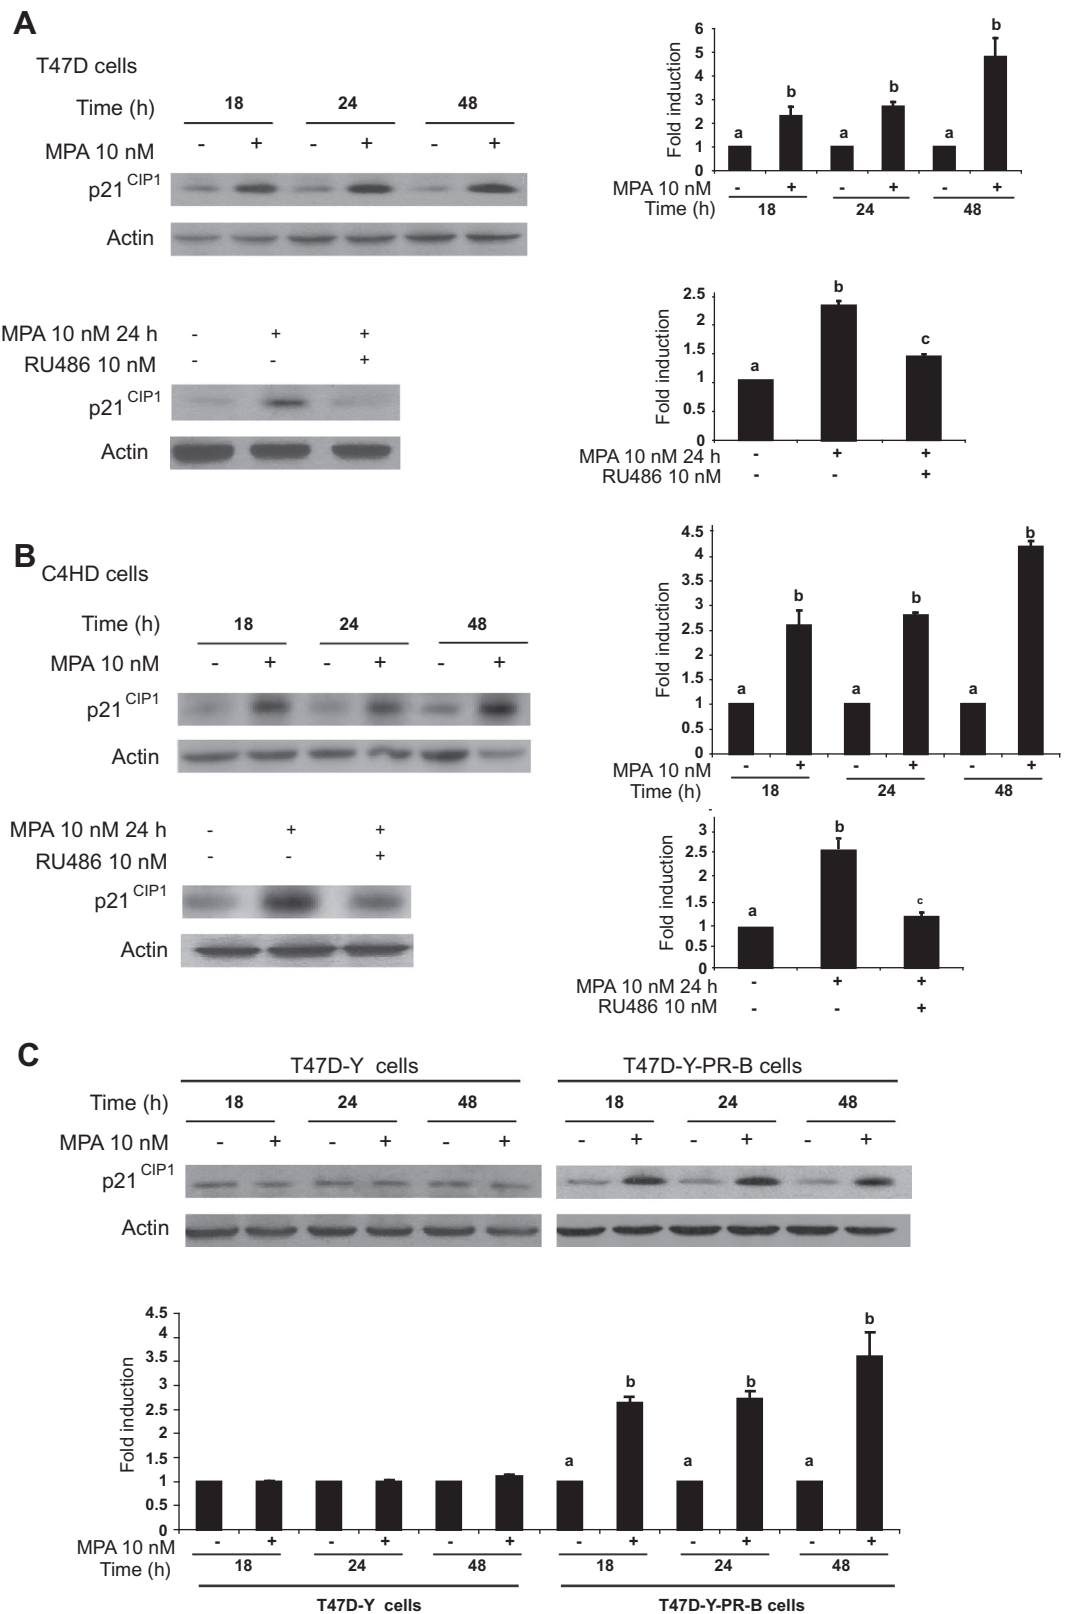 A
T47D cells
Time (h) 18 24 48
MPA 10 nM - + - + - +
p21 CIP1
Actin
Fold induction
6
5
4
3
2
1
0
a b a b a b
MPA 10 nM - + - + - +
Time (h) 18 24 48
MPA 10 nM 24 h - + +
RU486 10 nM - - +
p21 CIP1
Actin
Fold induction
2.5
2
1.5
1
0.5
0
a b c
MPA 10 nM 24 h - + +
RU486 10 nM - - +
B
C4HD cells
Time (h) 18 24 48
MPA 10 nM - + - + - +
p21 CIP1
Actin
Fold induction
4.5
4
3.5
3
2.5
2
1.5
1
0.5
0
a b a b a b
MPA 10 nM - + - + - +
Time (h) 18 24 48
MPA 10 nM 24 h - + +
RU486 10 nM - - +
p21 CIP1
Actin
Fold induction
3
2.5
2
1.5
1
0.5
0
a b c
MPA 10 nM 24 h - + +
RU486 10 nM - - +
C
T47D-Y cells T47D-Y-PR-B cells
Time (h) 18 24 48 18 24 48
MPA 10 nM - + - + - + - + - + - +
p21 CIP1
Actin
Fold induction
4.5
4
3.5
3
2.5
2
1.5
1
0.5
0
a b a b a b
MPA 10 nM - + - + - + - + - + - +
Time (h) 18 24 48 18 24 48
T47D-Y cells T47D-Y-PR-B cells